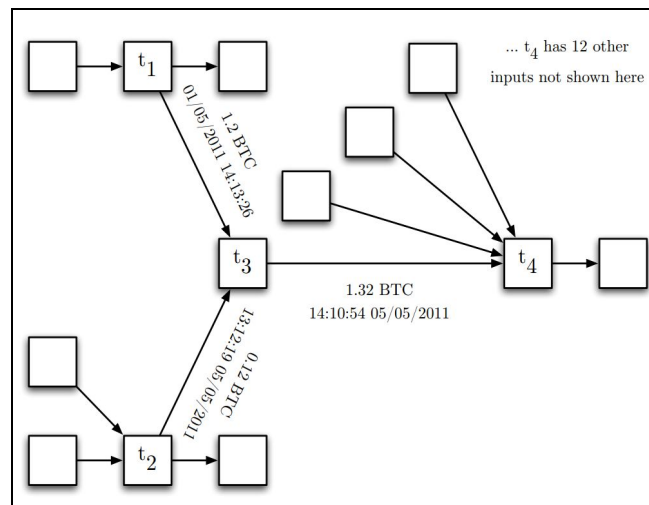 t1
1.2 BTC
01/05/2011 14:13:26
... t4 has 12 other
inputs not shown here
t3
t4
1.32 BTC
14:10:54 05/05/2011
13:12:19 05/05/2011
0.12 BTC
t2